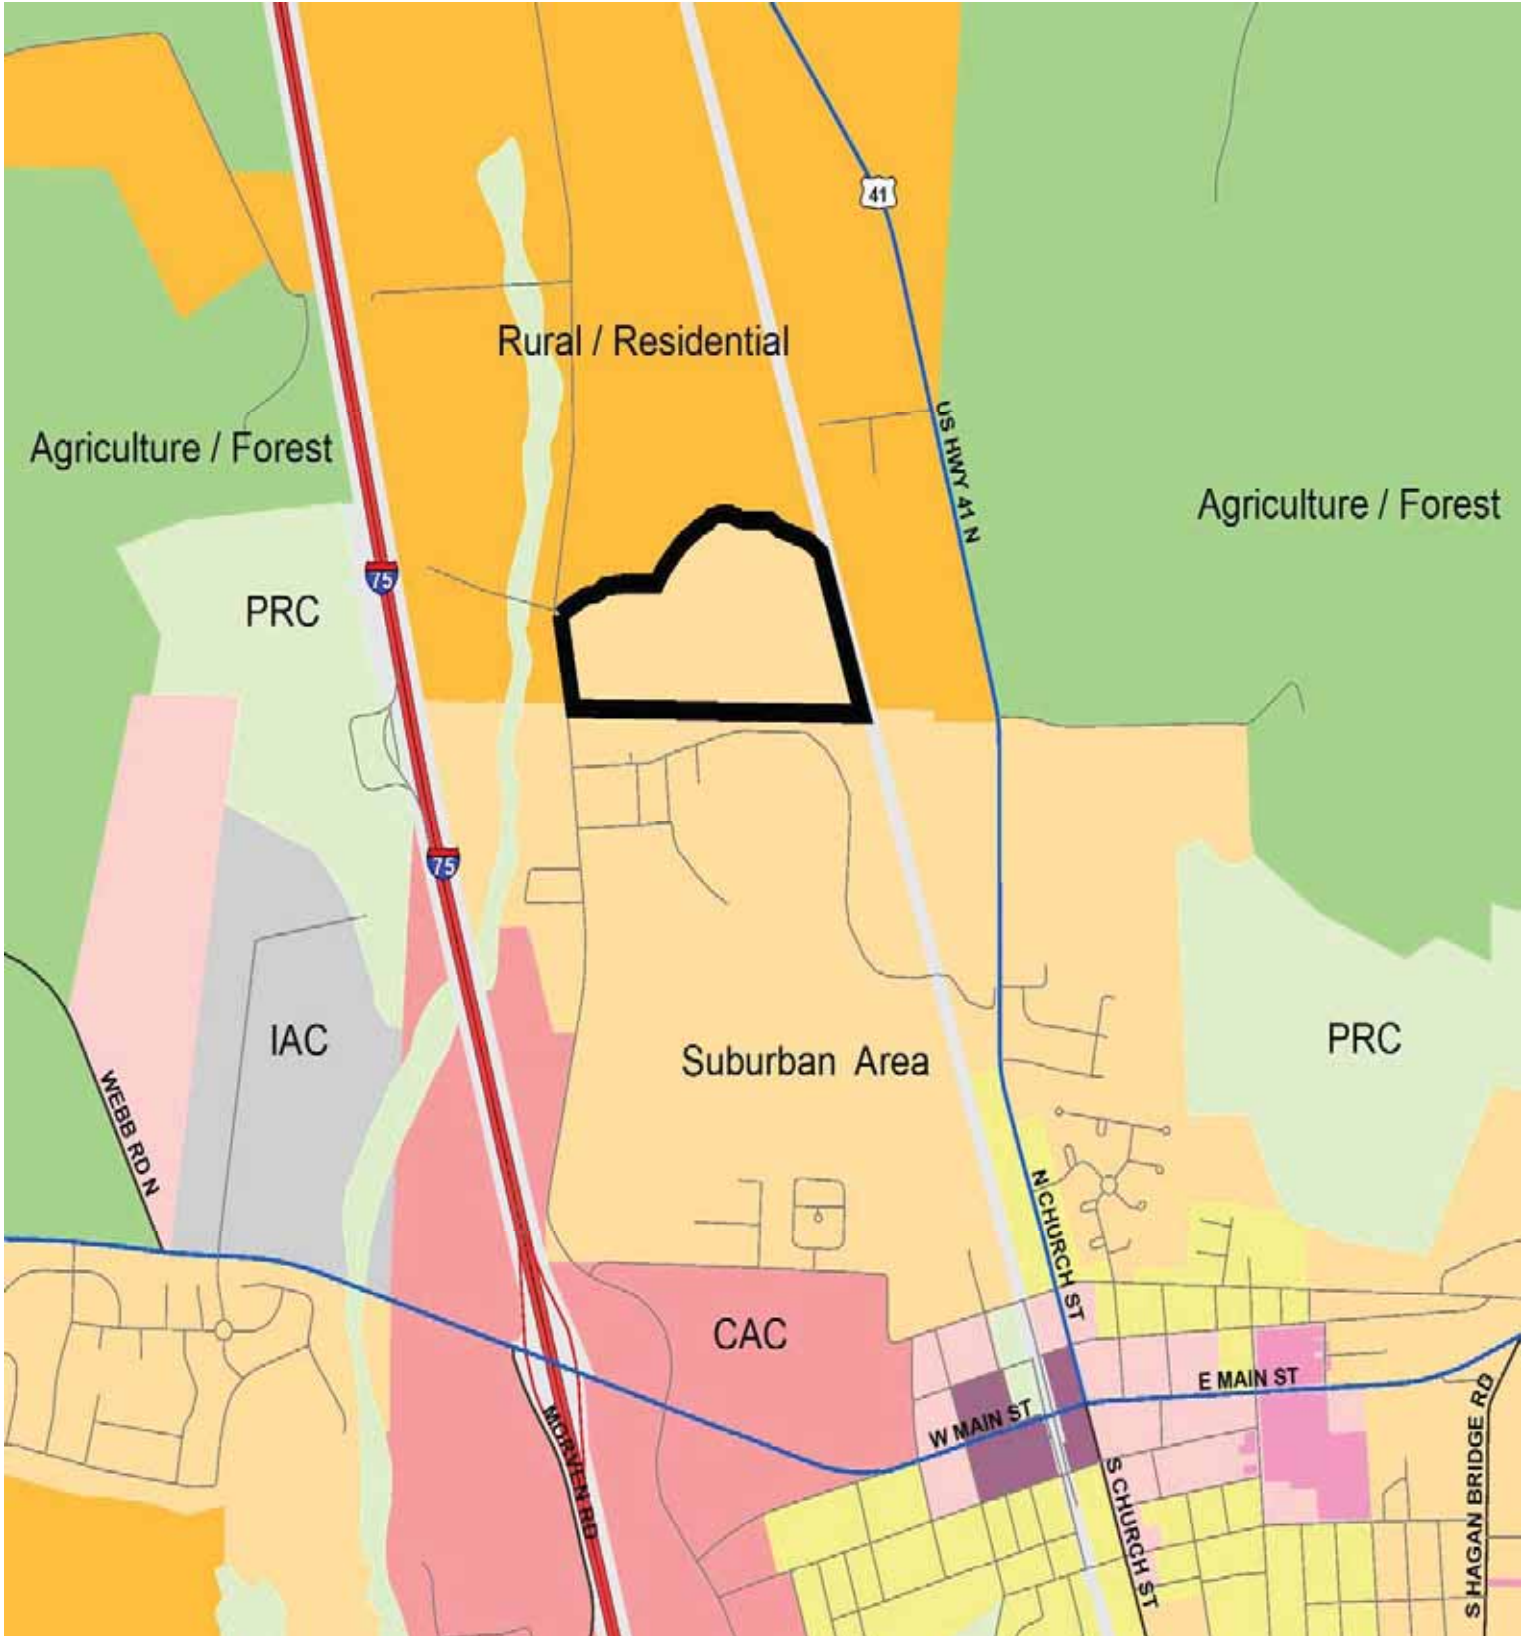 41
Rural / Residential
US HWY 41 N
Agriculture / Forest
Agriculture / Forest
75
PRC
75
IAC
PRC
Suburban Area
WEBB RD N
N CHURCH ST
CAC
E MAIN ST
W MAIN ST
MORVEN RD
S CHURCH ST
S HAGAN BRIDGE RD